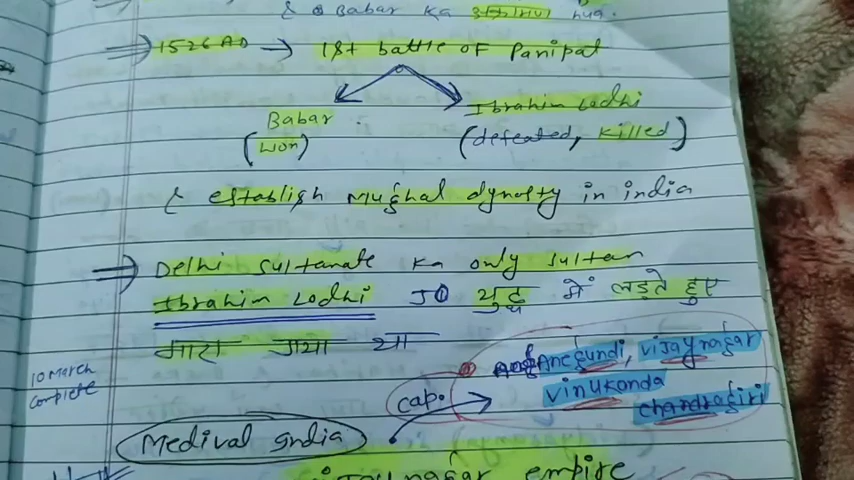 & Babar ka हुआ.
⇒ 1526 AD → 1st battle of Panipat
Babar Ibrahim Lodhi
(won) (defeated, killed)
& establish Mughal dynasty in india
⇒ Delhi Sultanate ka only sultan
Ibrahim Lodhi जो युद्ध में लड़ते हुए
मारा गया था
10 March
complete
Anegundi, vijaynagar
vinukonda
cap. chandragiri
Medival india
vijaynagar empire